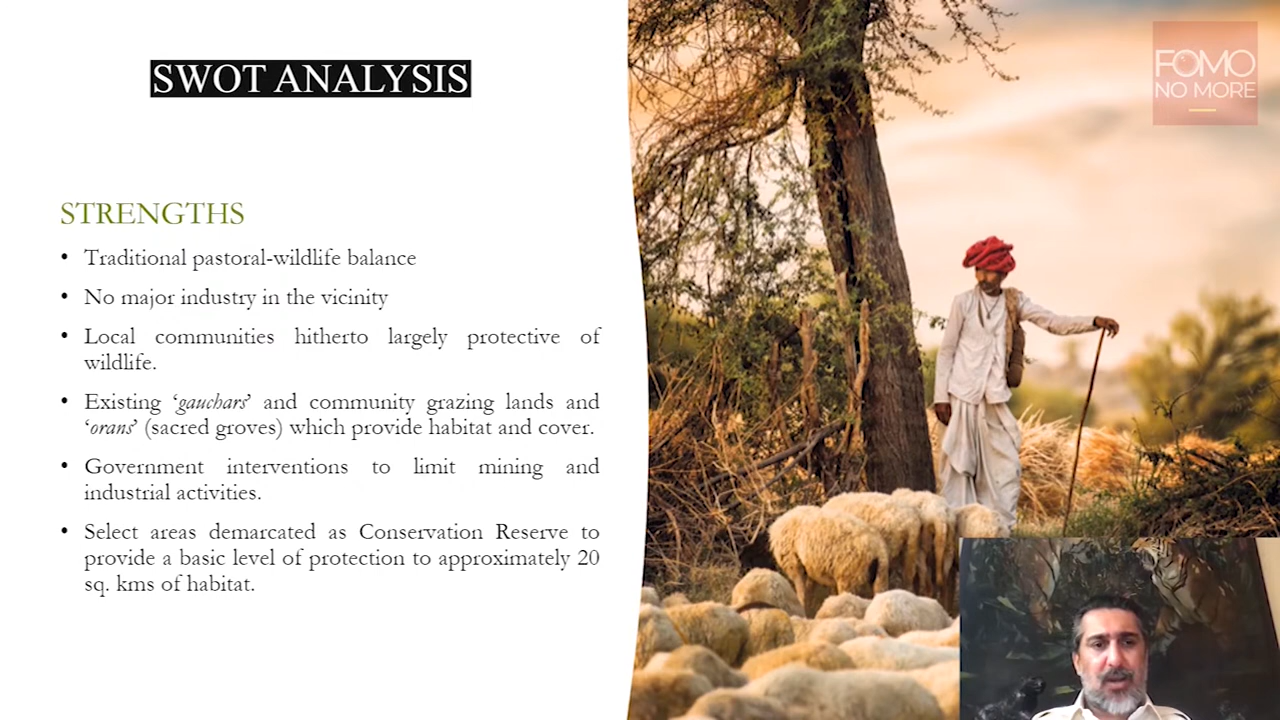 SWOT ANALYSIS
FOMO
NO MORE
STRENGTHS
• Traditional pastoral-wildlife balance
• No major industry in the vicinity
• Local communities hitherto largely protective of
wildlife.
• Existing ‘gauchars’ and community grazing lands and
‘orans’ (sacred groves) which provide habitat and cover.
• Government interventions to limit mining and
industrial activities.
• Select areas demarcated as Conservation Reserve to
provide a basic level of protection to approximately 20
sq. kms of habitat.